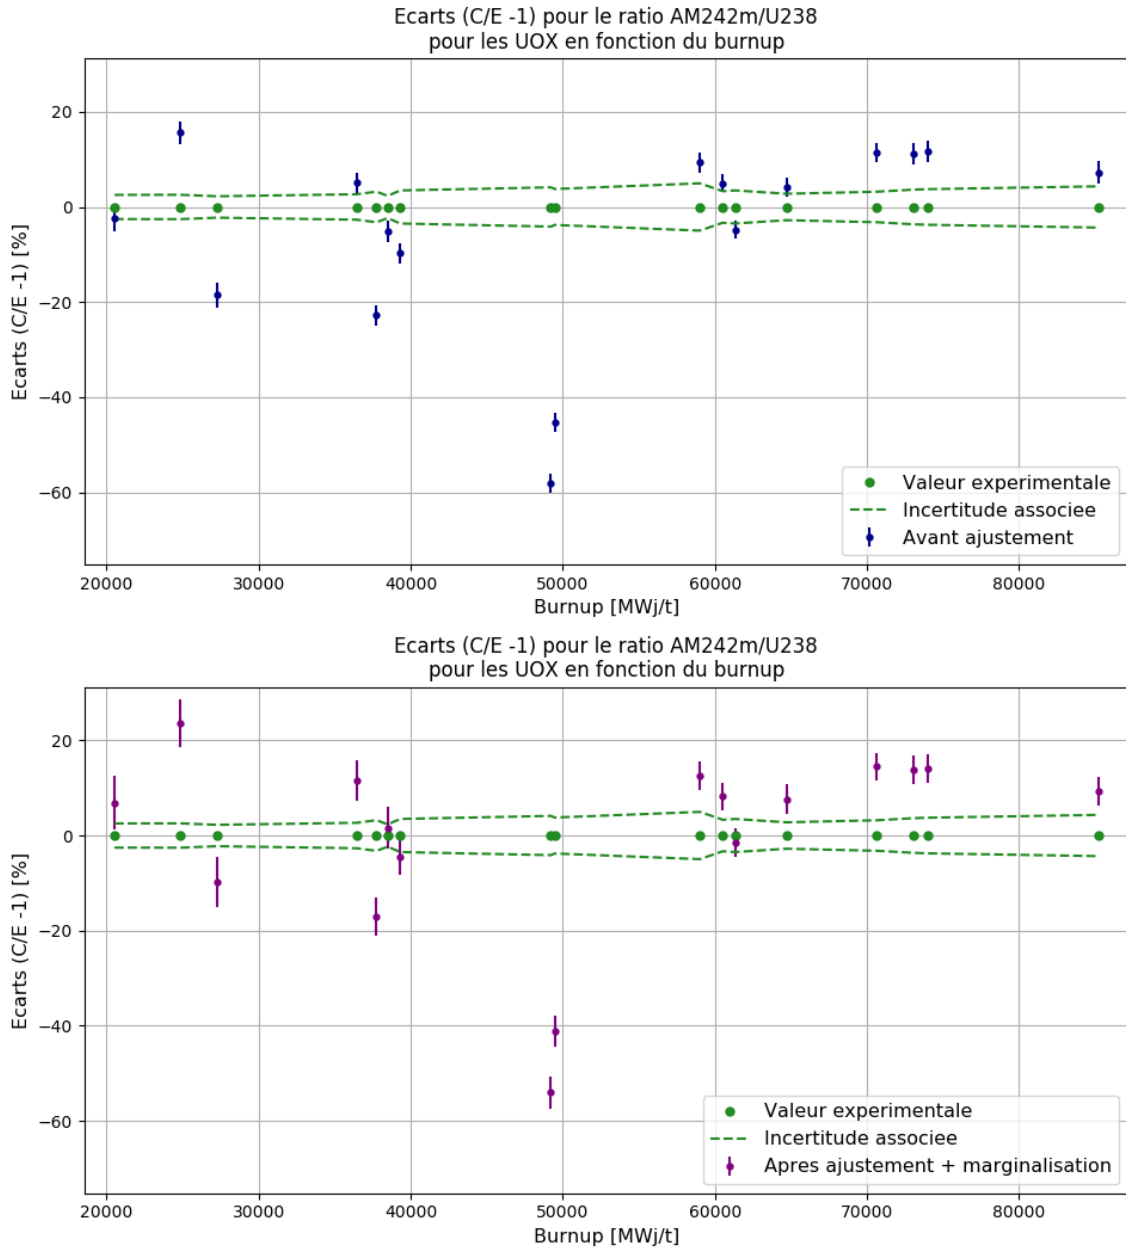 Ecarts (C/E -1) pour le ratio AM242m/U238
pour les UOX en fonction du burnup
Ecarts (C/E -1) [%]
20
0
−20
−40
−60
Valeur experimentale
Incertitude associee
Avant ajustement
20000 30000 40000 50000 60000 70000 80000
Burnup [MWj/t]
Ecarts (C/E -1) pour le ratio AM242m/U238
pour les UOX en fonction du burnup
Ecarts (C/E -1) [%]
20
0
−20
−40
−60
Valeur experimentale
Incertitude associee
Apres ajustement + marginalisation
20000 30000 40000 50000 60000 70000 80000
Burnup [MWj/t]